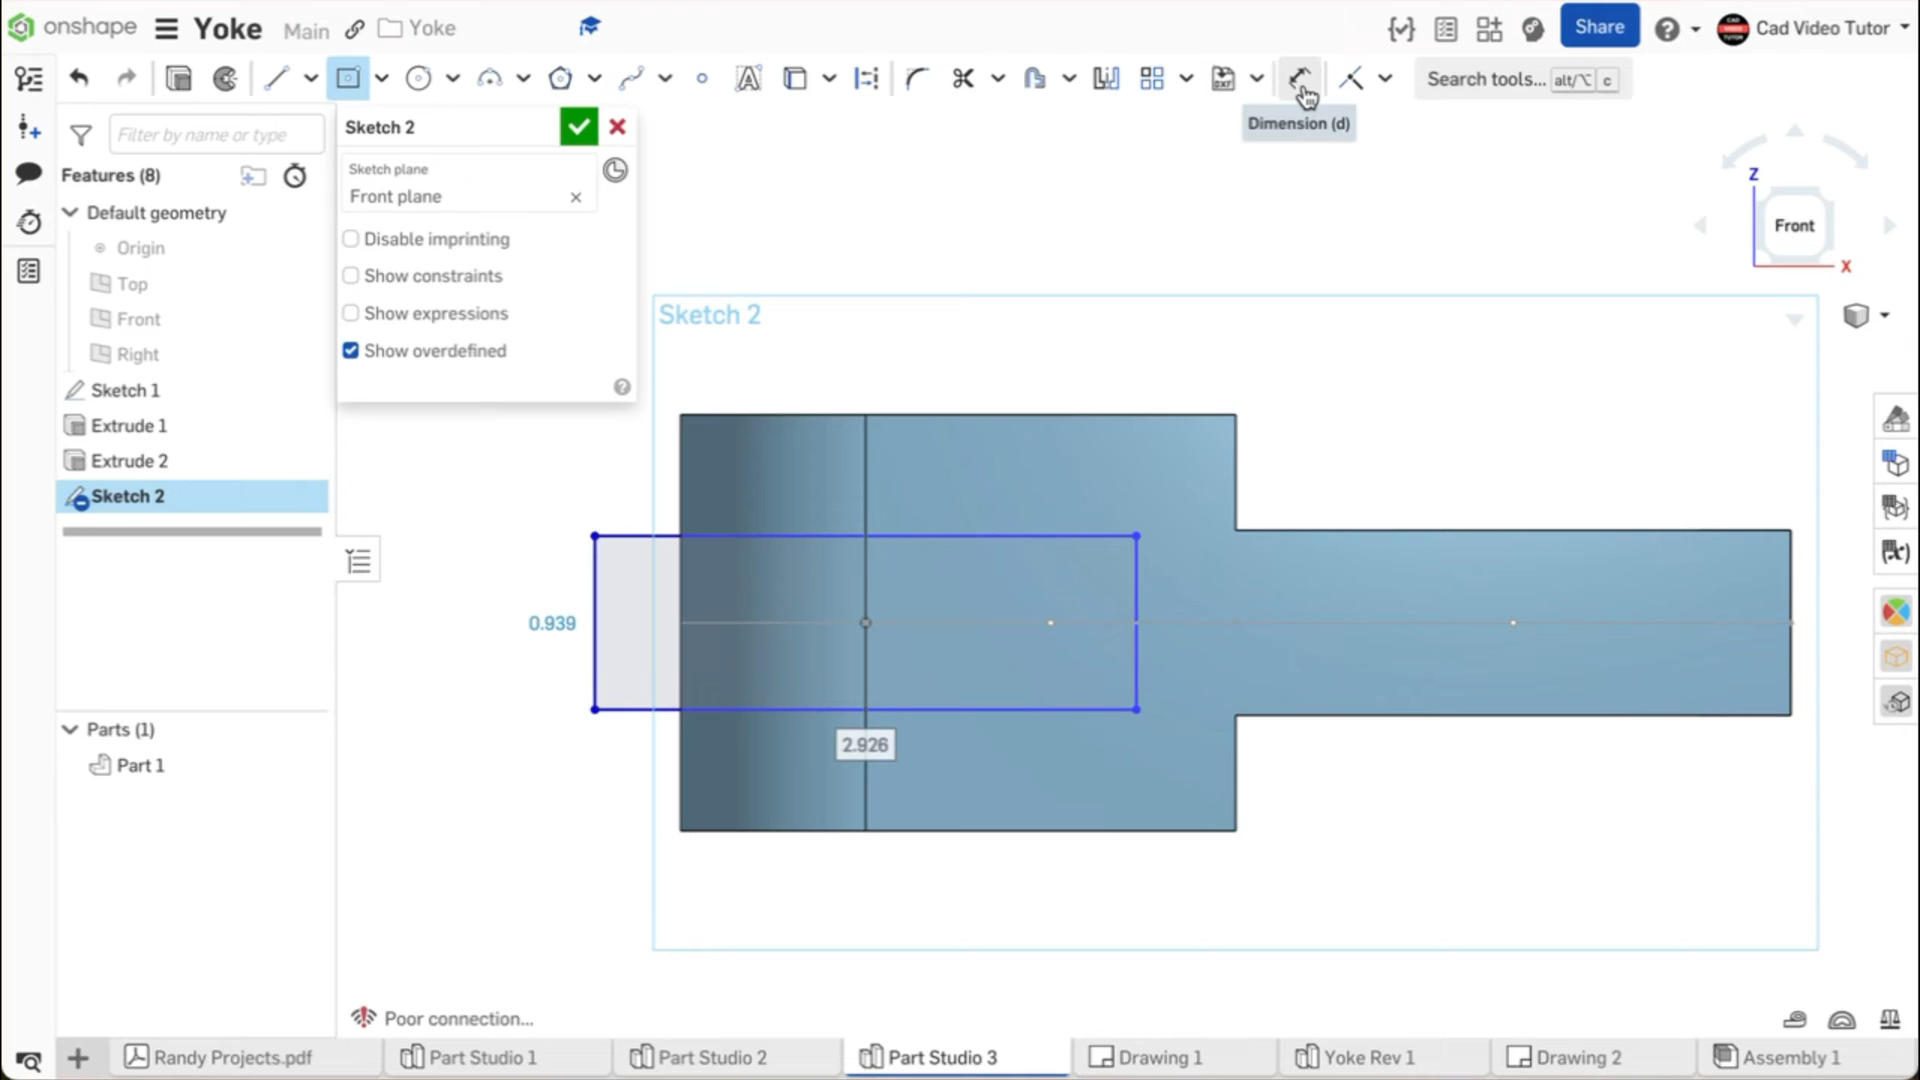 onshape
Yoke
Main
Yoke
Share
Cad Video Tutor
Search tools... alt/⌥ c
Dimension (d)
Filter by name or type
Features (8)
Default geometry
Origin
Top
Front
Right
Sketch 1
Extrude 1
Extrude 2
Sketch 2
Parts (1)
Part 1
Sketch 2
Sketch plane
Front plane
Disable imprinting
Show constraints
Show expressions
Show overdefined
Z
Front
X
Sketch 2
0.939
2.926
Poor connection...
Randy Projects.pdf
Part Studio 1
Part Studio 2
Part Studio 3
Drawing 1
Yoke Rev 1
Drawing 2
Assembly 1